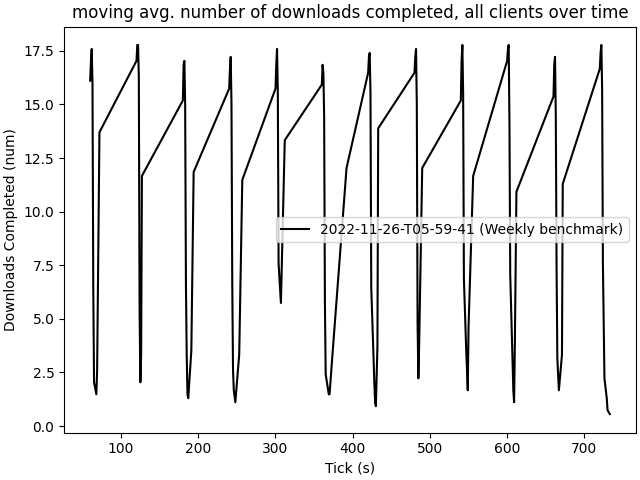 moving avg. number of downloads completed, all clients over time
Downloads Completed (num)
17.5
15.0
12.5
10.0
7.5
5.0
2.5
0.0
2022-11-26-T05-59-41 (Weekly benchmark)
100 200 300 400 500 600 700
Tick (s)